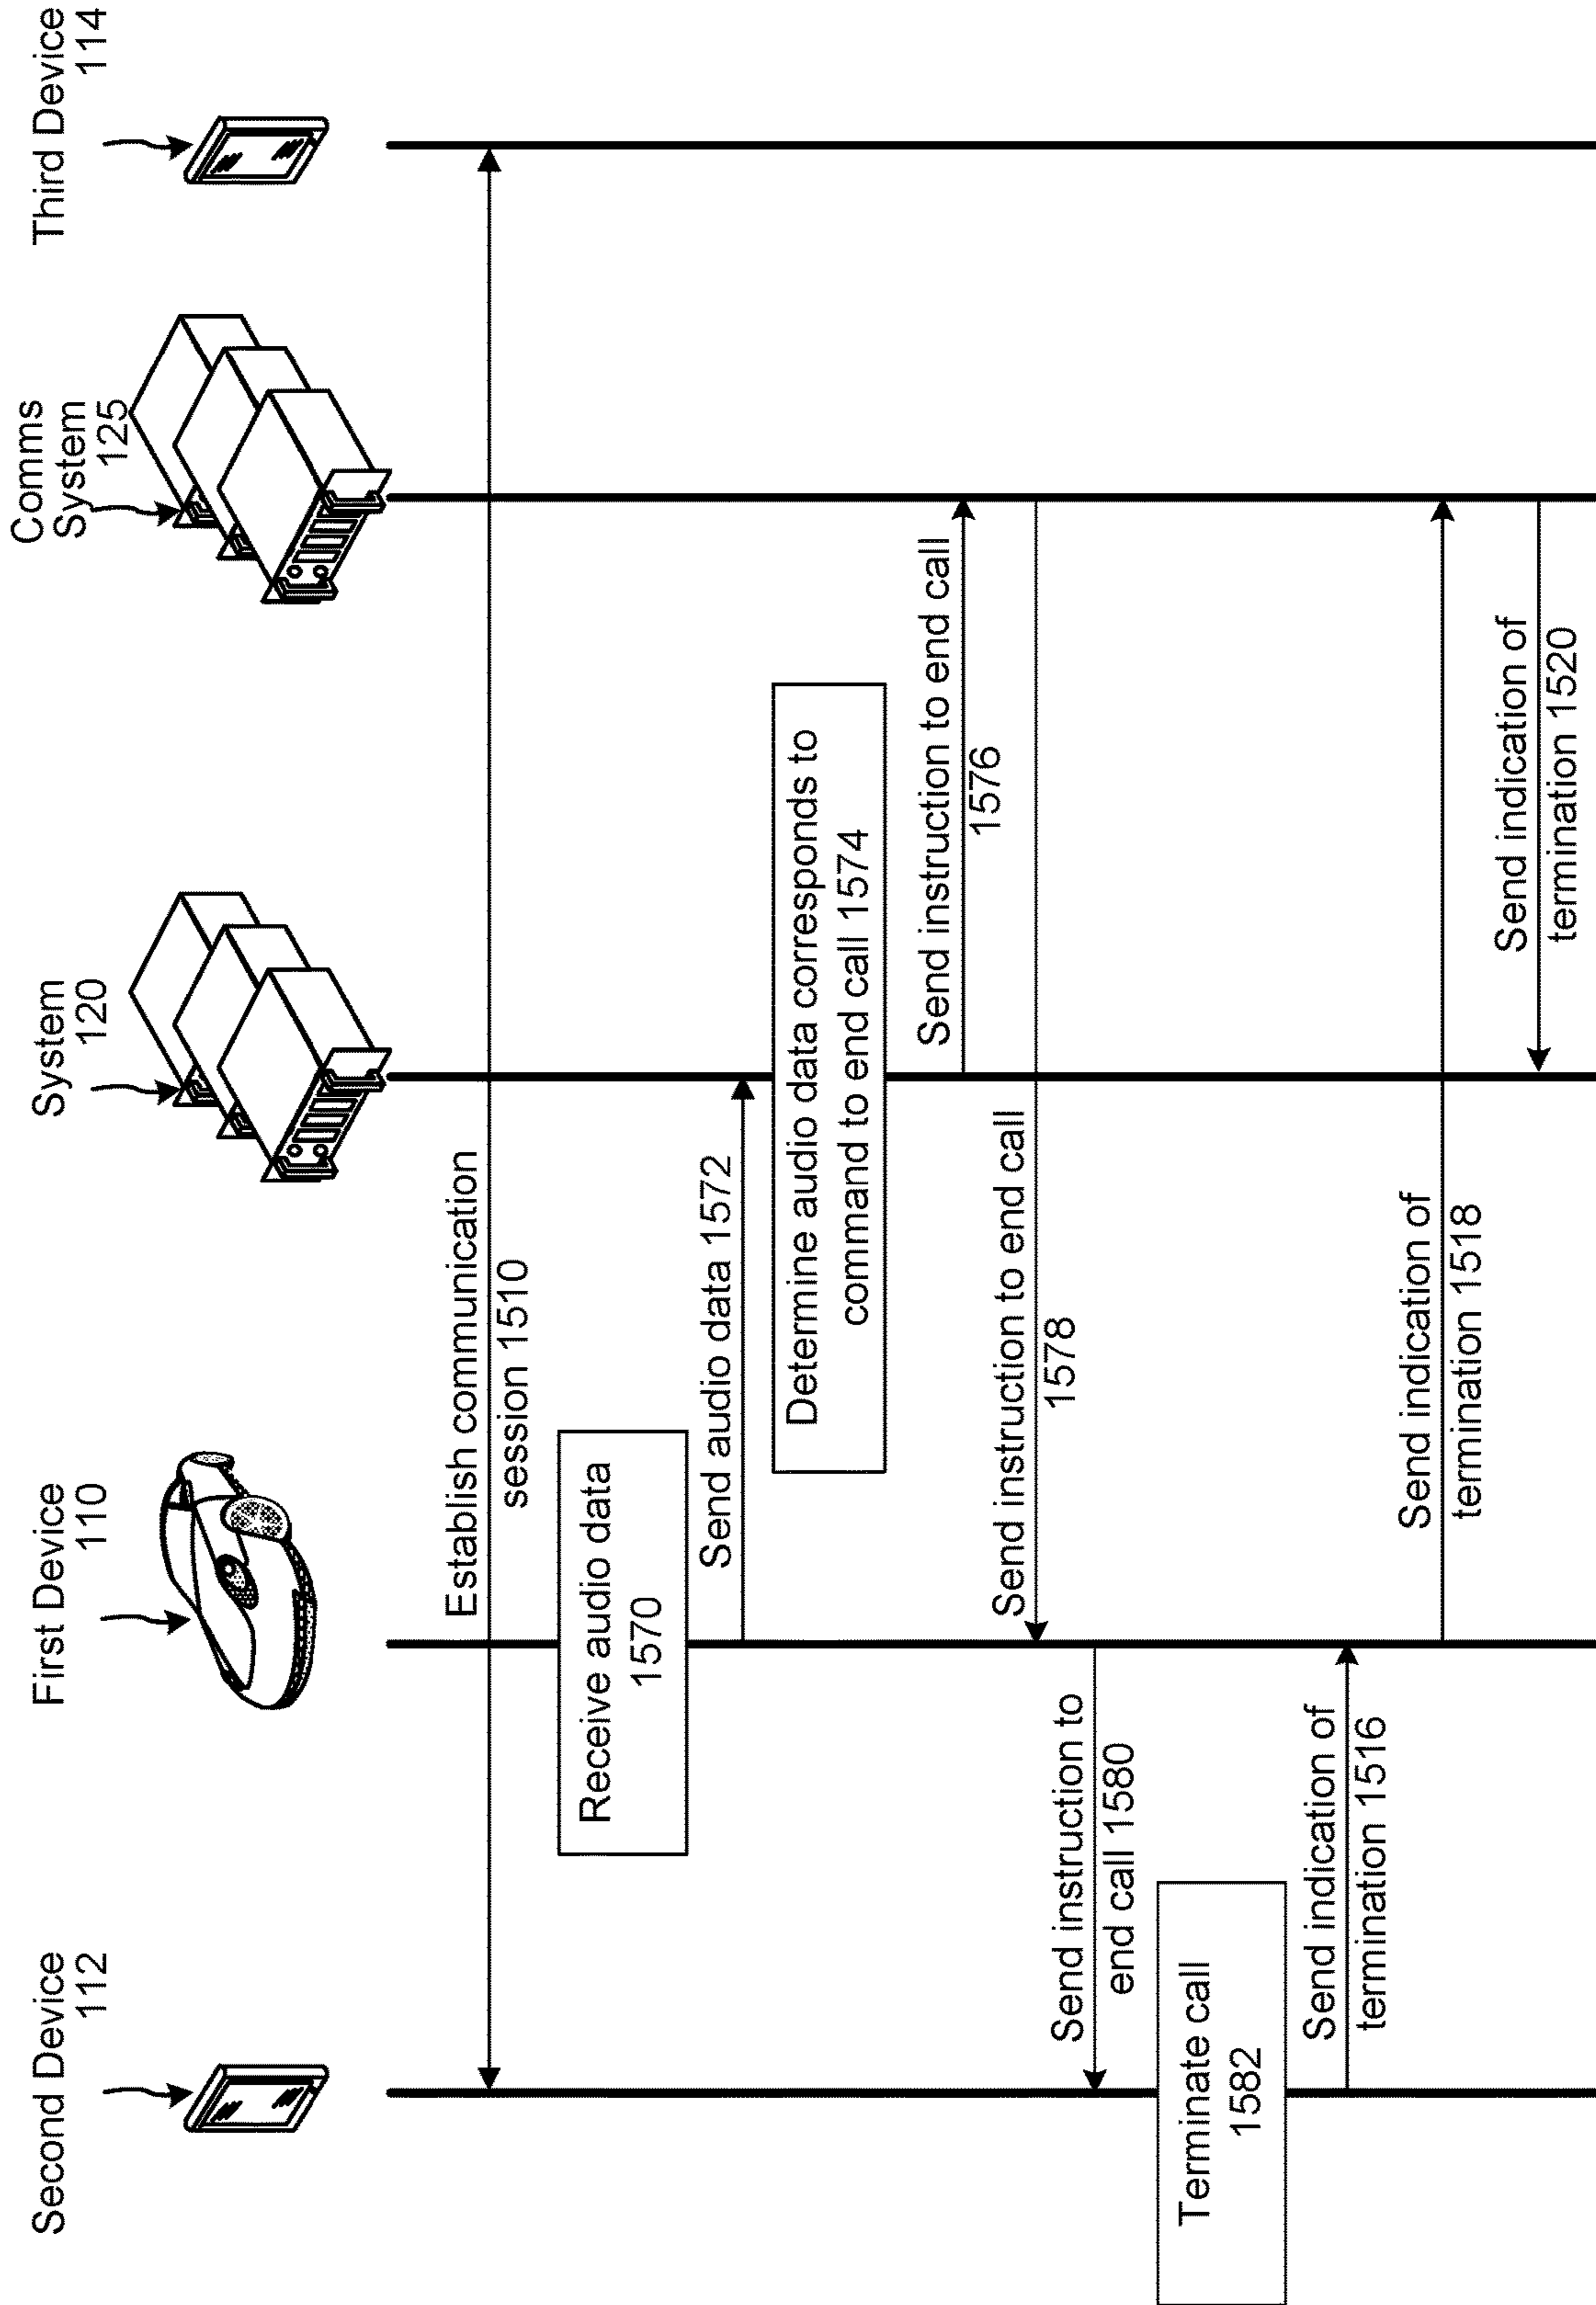 Second Device
112
First Device
110
System
120
Comms
System
125
Third Device
114
Establish communication
session 1510
Receive audio data
1570
Send audio data 1572
Determine audio data corresponds to
command to end call 1574
Send instruction to end call
1576
Send instruction to end call
1578
Send instruction to
end call 1580
Terminate call
1582
Send indication of
termination 1516
Send indication of
termination 1518
Send indication of
termination 1520